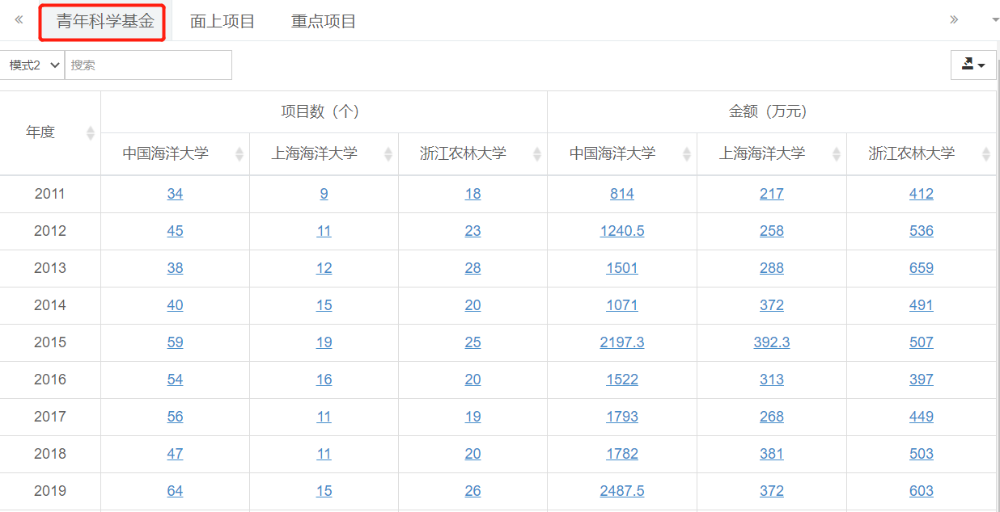 « 青年科学基金 面上项目 重点项目 »
模式2 搜索
年度 项目数（个） 金额（万元）
中国海洋大学 上海海洋大学 浙江农林大学 中国海洋大学 上海海洋大学 浙江农林大学
2011 34 9 18 814 217 412
2012 45 11 23 1240.5 258 536
2013 38 12 28 1501 288 659
2014 40 15 20 1071 372 491
2015 59 19 25 2197.3 392.3 507
2016 54 16 20 1522 313 397
2017 56 11 19 1793 268 449
2018 47 11 20 1782 381 503
2019 64 15 26 2487.5 372 603